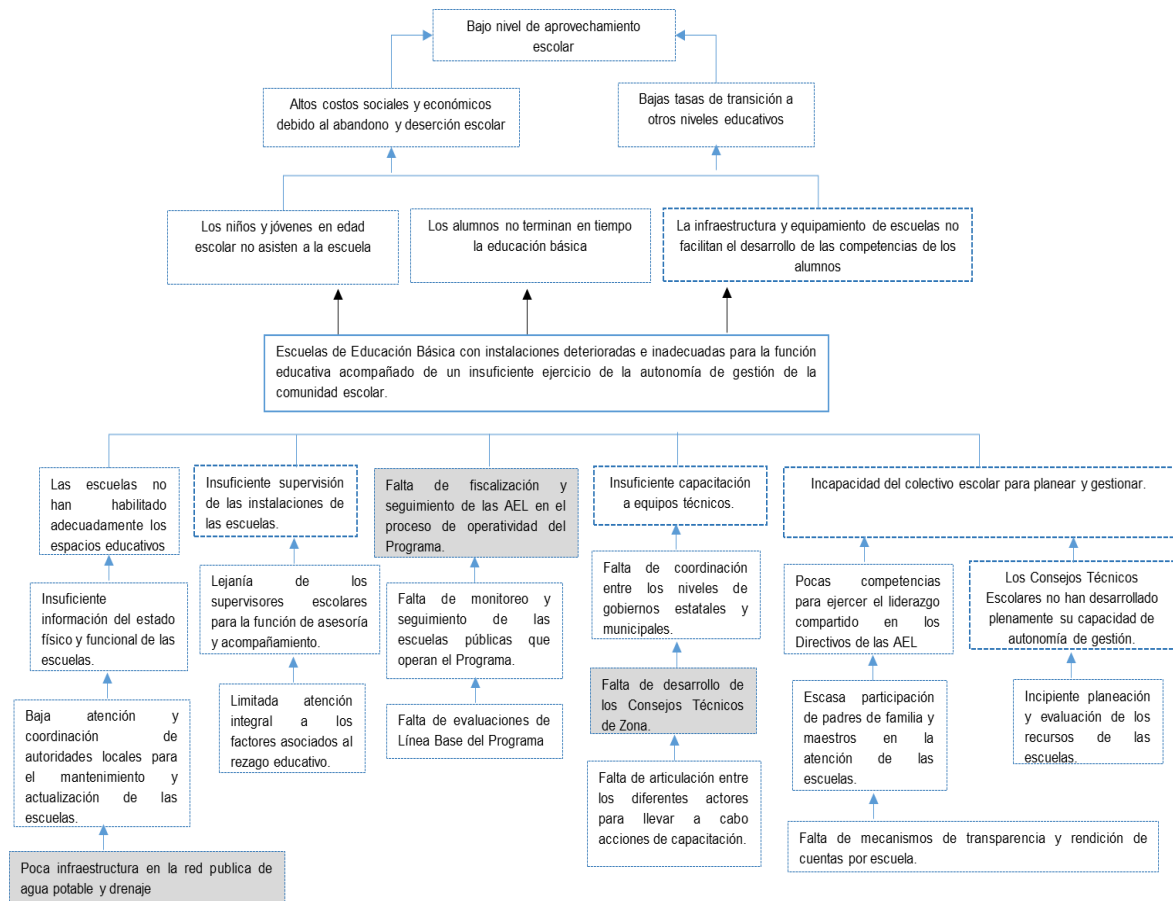 Bajo nivel de aprovechamiento
escolar
Altos costos sociales y económicos
debido al abandono y deserción escolar
Bajas tasas de transición a
otros niveles educativos
Los niños y jóvenes en edad
escolar no asisten a la escuela
Los alumnos no terminan en tiempo
la educación básica
La infraestructura y equipamiento de escuelas no
facilitan el desarrollo de las competencias de los
alumnos
Escuelas de Educación Básica con instalaciones deterioradas e inadecuadas para la función
educativa acompañado de un insuficiente ejercicio de la autonomía de gestión de la
comunidad escolar.
Las escuelas no
han habilitado
adecuadamente los
espacios educativos
Insuficiente supervisión
de las instalaciones de
las escuelas.
Falta de fiscalización y
seguimiento de las AEL en el
proceso de operatividad del
Programa.
Insuficiente capacitación
a equipos técnicos.
Incapacidad del colectivo escolar para planear y gestionar.
Insuficiente
información del estado
físico y funcional de las
escuelas.
Lejanía de los
supervisores escolares
para la función de asesoría
y acompañamiento.
Falta de monitoreo y
seguimiento de las
escuelas públicas que
operan el Programa.
Falta de coordinación
entre los niveles de
gobiernos estatales y
municipales.
Pocas competencias
para ejercer el liderazgo
compartido en los
Directivos de las AEL
Los Consejos Técnicos
Escolares no han desarrollado
plenamente su capacidad de
autonomía de gestión.
Baja atención y
coordinación de
autoridades locales para
el mantenimiento y
actualización de las
escuelas.
Limitada atención
integral a los
factores asociados al
rezago educativo.
Falta de evaluaciones de
Línea Base del Programa
Falta de desarrollo de
los Consejos Técnicos
de Zona.
Escasa participación
de padres de familia y
maestros en la
atención de las
escuelas.
Incipiente planeación
y evaluación de los
recursos de las
escuelas.
Falta de articulación entre
los diferentes actores
para llevar a cabo
acciones de capacitación.
Falta de mecanismos de transparencia y rendición de
cuentas por escuela.
Poca infraestructura en la red publica de
agua potable y drenaje